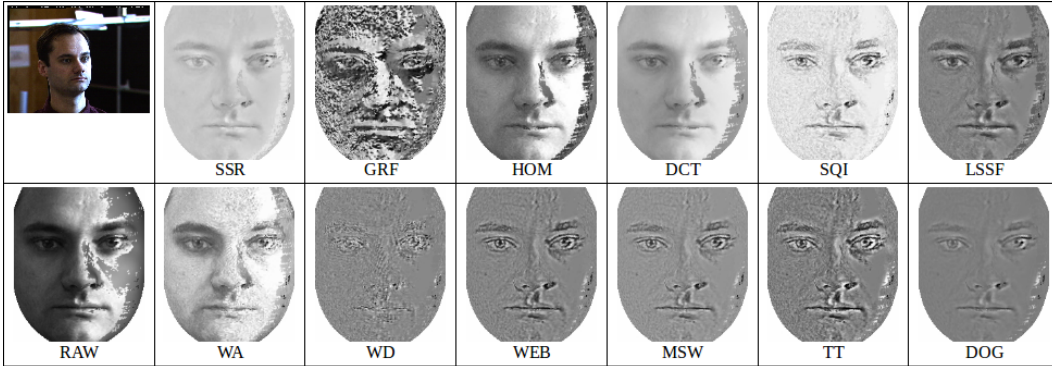 SSR GRF HOM DCT SQI LSSF
RAW WA WD WEB MSW TT DOG